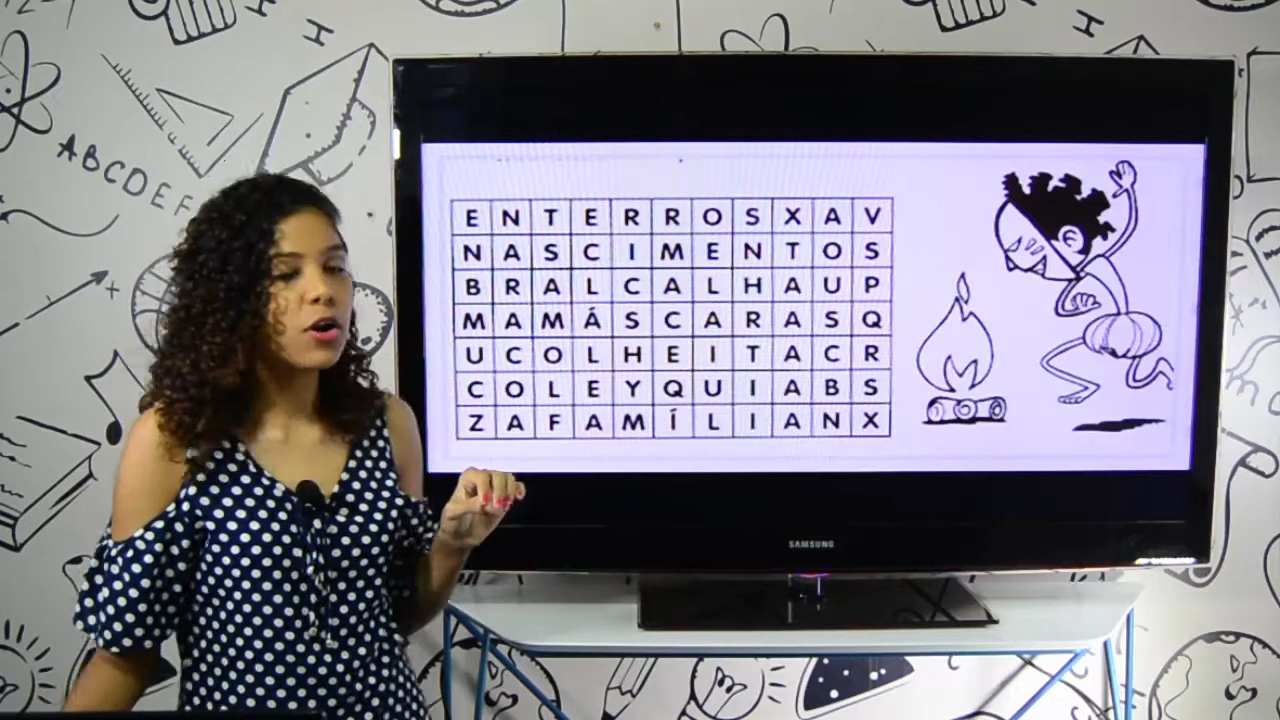 H
H
ABCDEF
E N T E R R O S X A V
N A S C I M E N T O S
B R A L C A L H A U P
M A M Á S C A R A S Q
U C O L H E I T A C R
C O L E Y Q U I A B S
Z A F A M Í L I A N X
SAMSUNG